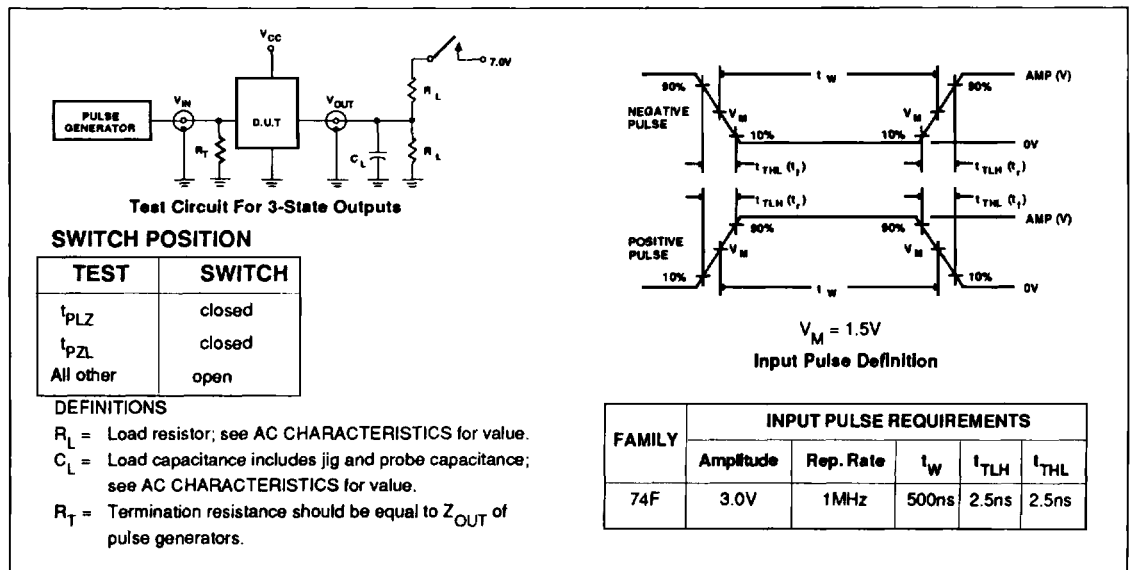 VCC
7.0V
RL
PULSE
GENERATOR
VIN
D.U.T
VOUT
RT
CL
RL
Test Circuit For 3-State Outputs
SWITCH POSITION
TEST SWITCH
tPLZ closed
tPZL closed
All other open
DEFINITIONS
RL = Load resistor; see AC CHARACTERISTICS for value.
CL = Load capacitance includes jig and probe capacitance;
see AC CHARACTERISTICS for value.
RT = Termination resistance should be equal to ZOUT of
pulse generators.
tW
AMP (V)
90% 90%
NEGATIVE
PULSE
VM VM
10% 10%
0V
tTHL (tf) tTLH (tr)
tTLH (tr) tTHL (tf)
AMP (V)
90% 90%
POSITIVE
PULSE
VM VM
10% 10%
tW
0V
VM = 1.5V
Input Pulse Definition
FAMILY INPUT PULSE REQUIREMENTS
Amplitude Rep. Rate tW tTLH tTHL
74F 3.0V 1MHz 500ns 2.5ns 2.5ns